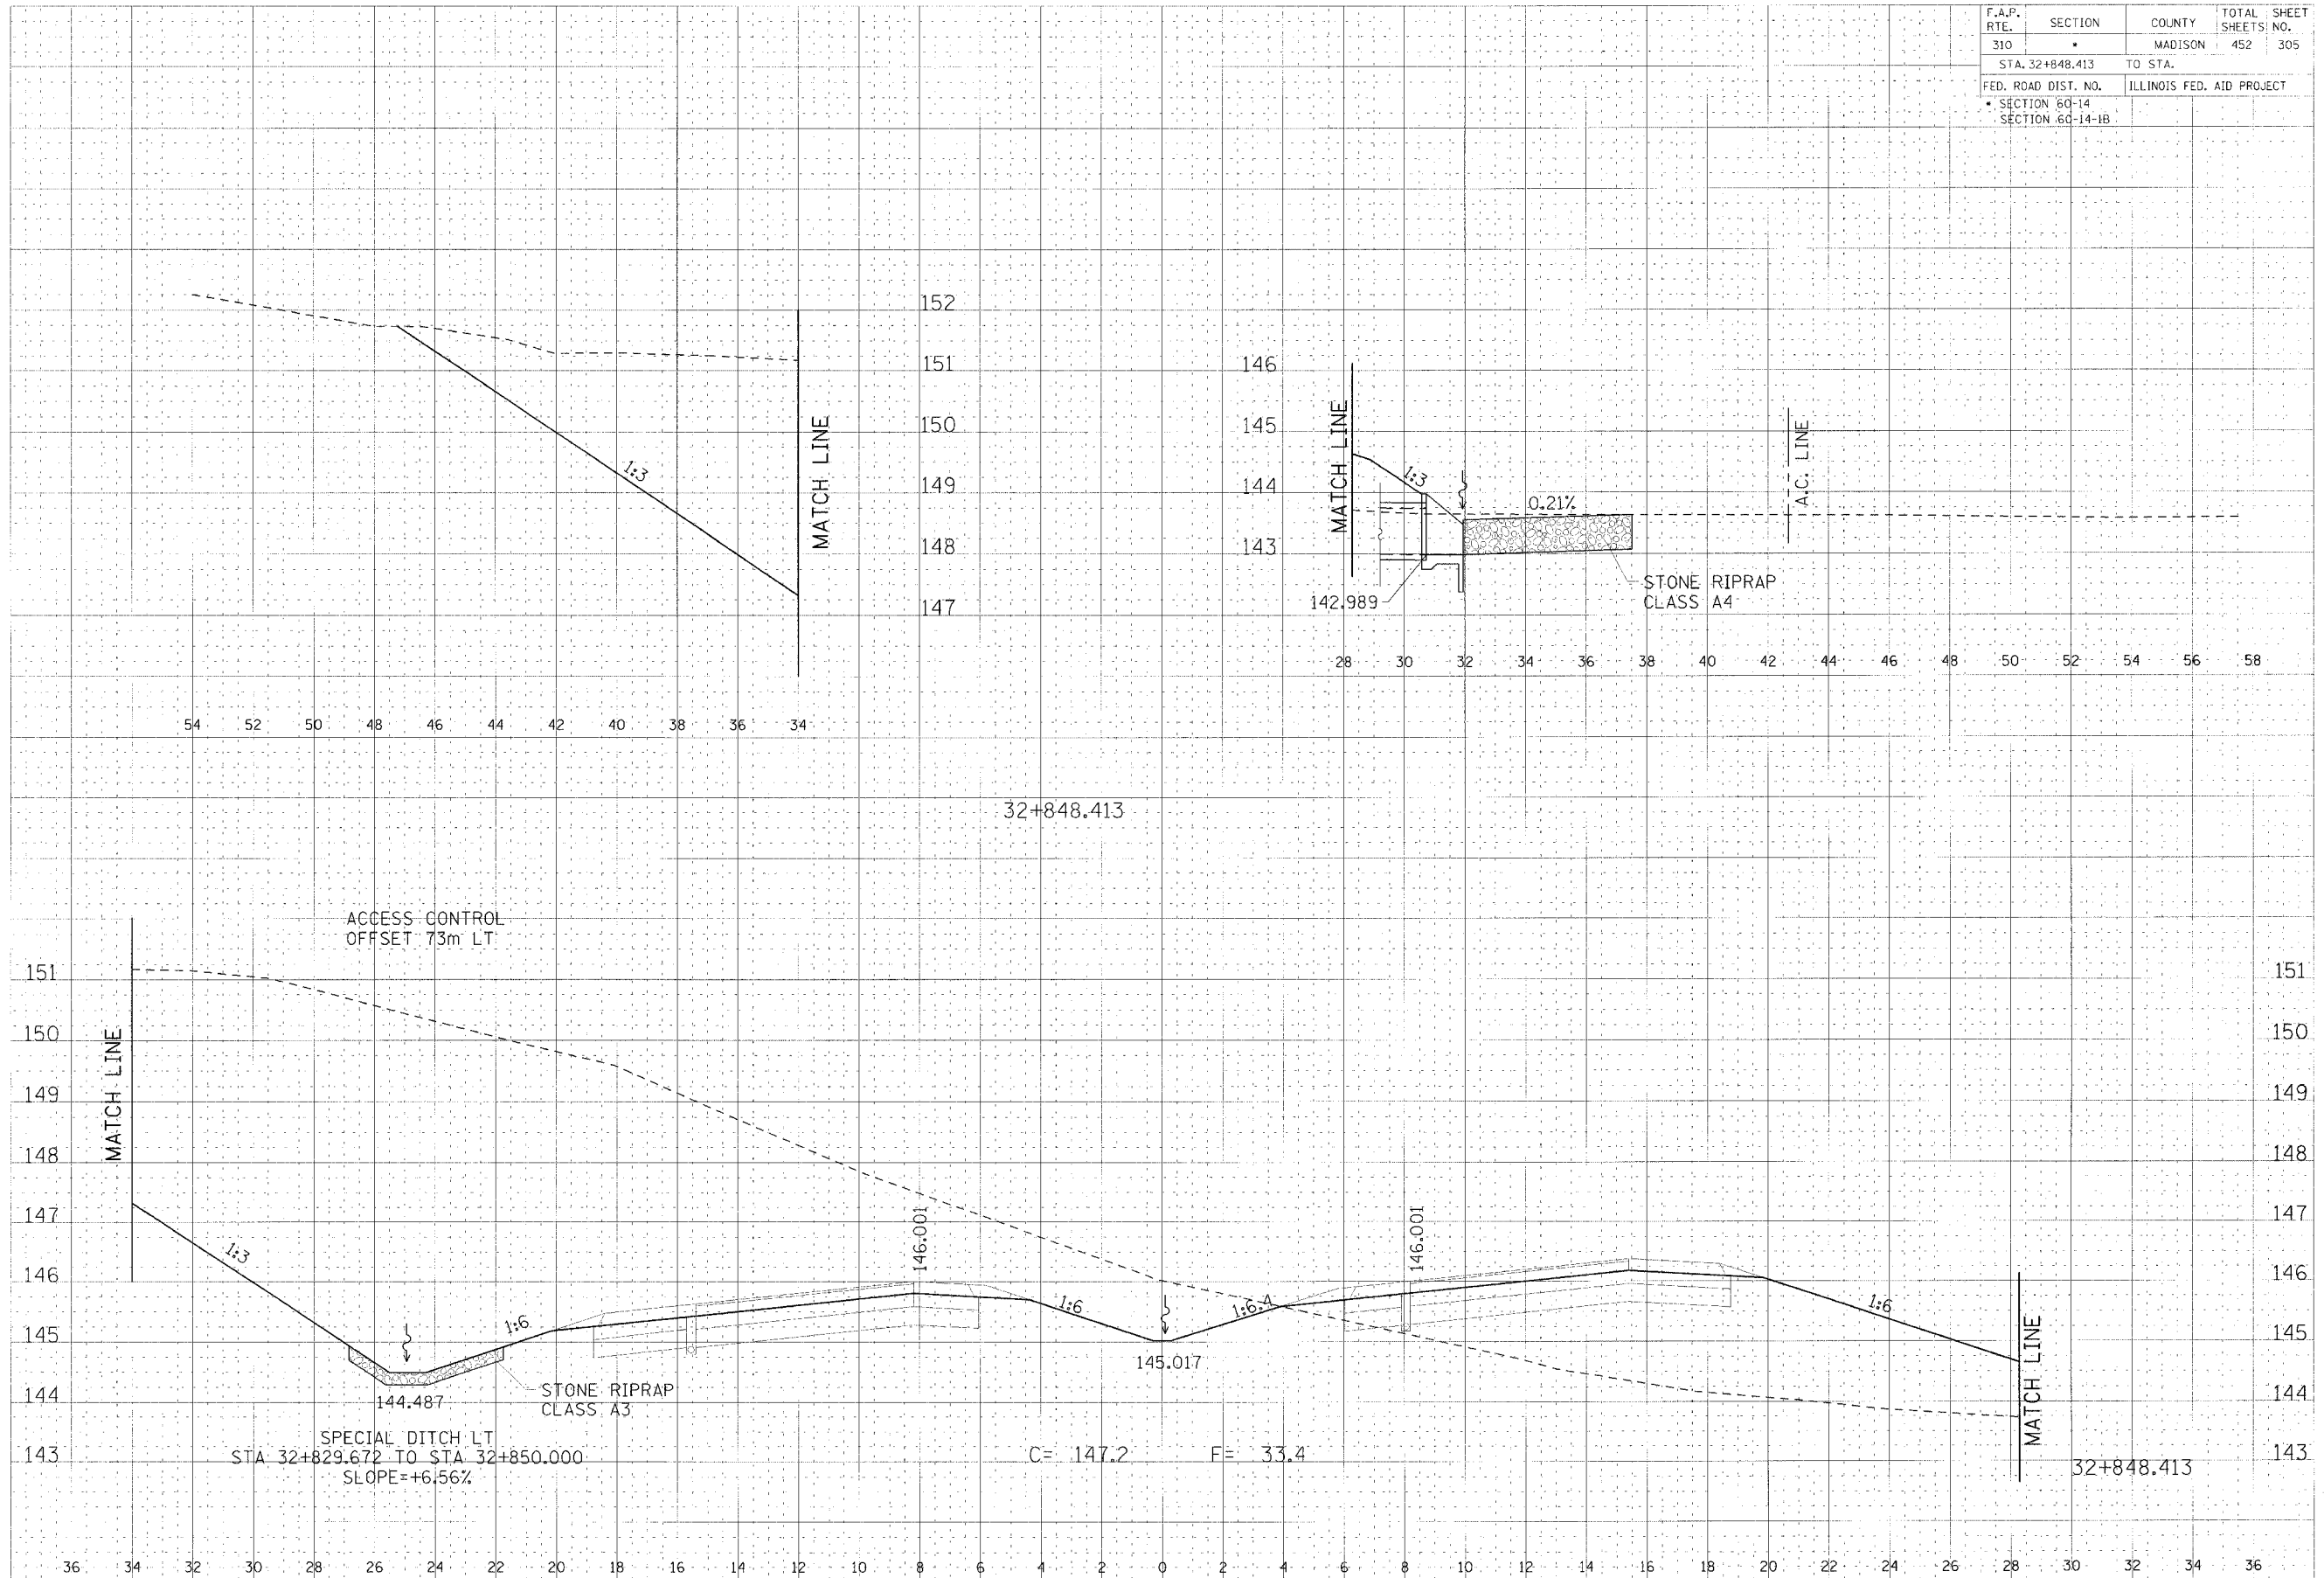 F.A.P. RTE. SECTION COUNTY TOTAL SHEETS SHEET NO.
310 * MADISON 452 305
STA. 32+848.413 TO STA.
FED. ROAD DIST. NO. ILLINOIS FED. AID PROJECT
* SECTION 60-14
SECTION 60-14-1B
152
151
150
149
148
147
1:3
MATCH LINE
54 52 50 48 46 44 42 40 38 36 34
146
145
144
143
MATCH LINE
1:3
0.21%
A.C. LINE
142.989
STONE RIPRAP
CLASS A4
28 30 32 34 36 38 40 42 44 46 48 50 52 54 56 58
32+848.413
ACCESS CONTROL
OFFSET 73m LT
151
150
149
148
147
146
145
144
143
MATCH LINE
1:3
1:6
146.001
1:6
1:6.4
146.001
1:6
145.017
144.487
STONE RIPRAP
CLASS A3
SPECIAL DITCH LT
STA 32+829.672 TO STA 32+850.000
SLOPE=+6.56%
C= 147.2 F= 33.4
MATCH LINE
32+848.413
151
150
149
148
147
146
145
144
143
36 34 32 30 28 26 24 22 20 18 16 14 12 10 8 6 4 2 0 2 4 6 8 10 12 14 16 18 20 22 24 26 28 30 32 34 36